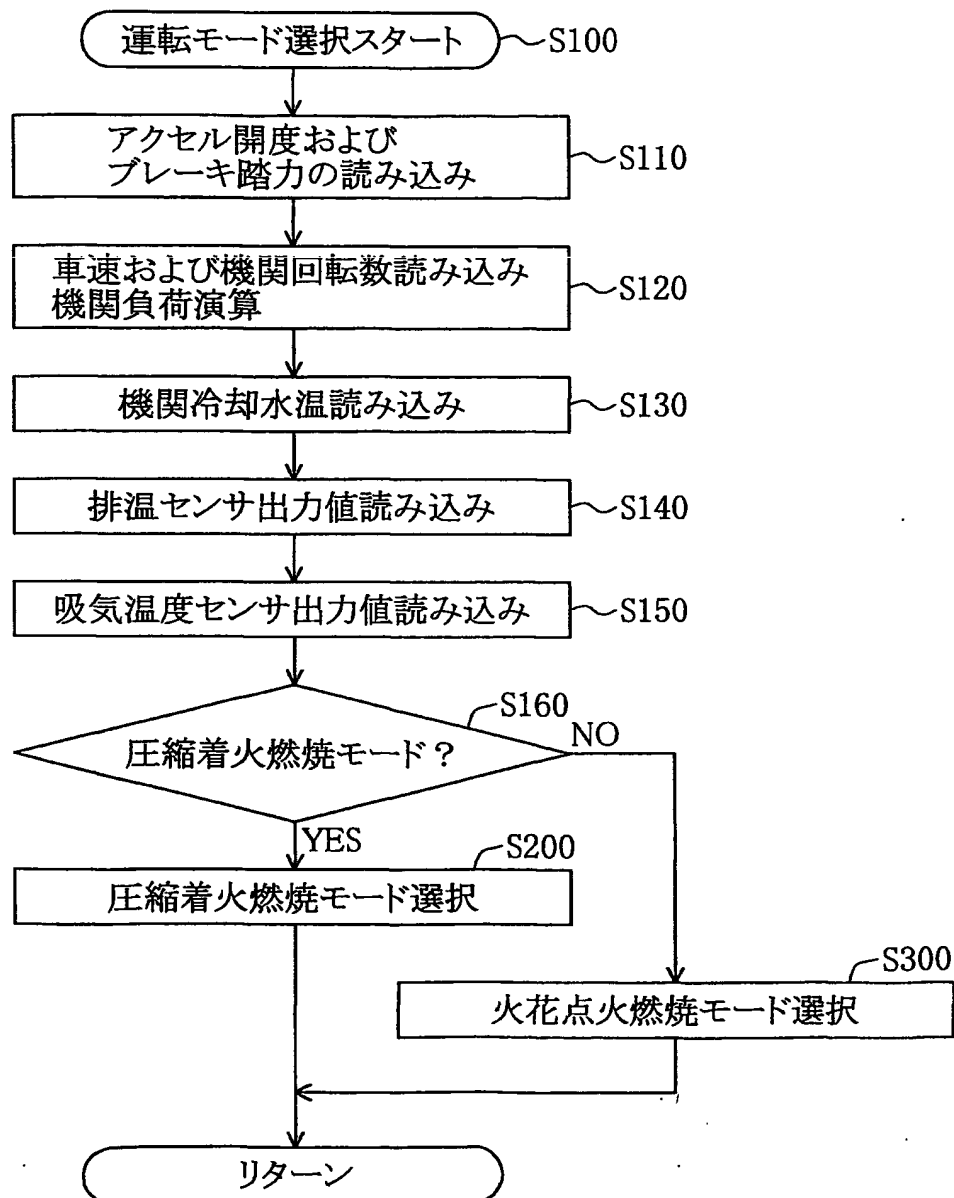 運転モード選択スタート
S100
アクセル開度および
ブレーキ踏力の読み込み
S110
車速および機関回転数読み込み
機関負荷演算
S120
機関冷却水温読み込み
S130
排温センサ出力値読み込み
S140
吸気温度センサ出力値読み込み
S150
S160
圧縮着火燃焼モード？
NO
YES
S200
圧縮着火燃焼モード選択
S300
火花点火燃焼モード選択
リターン